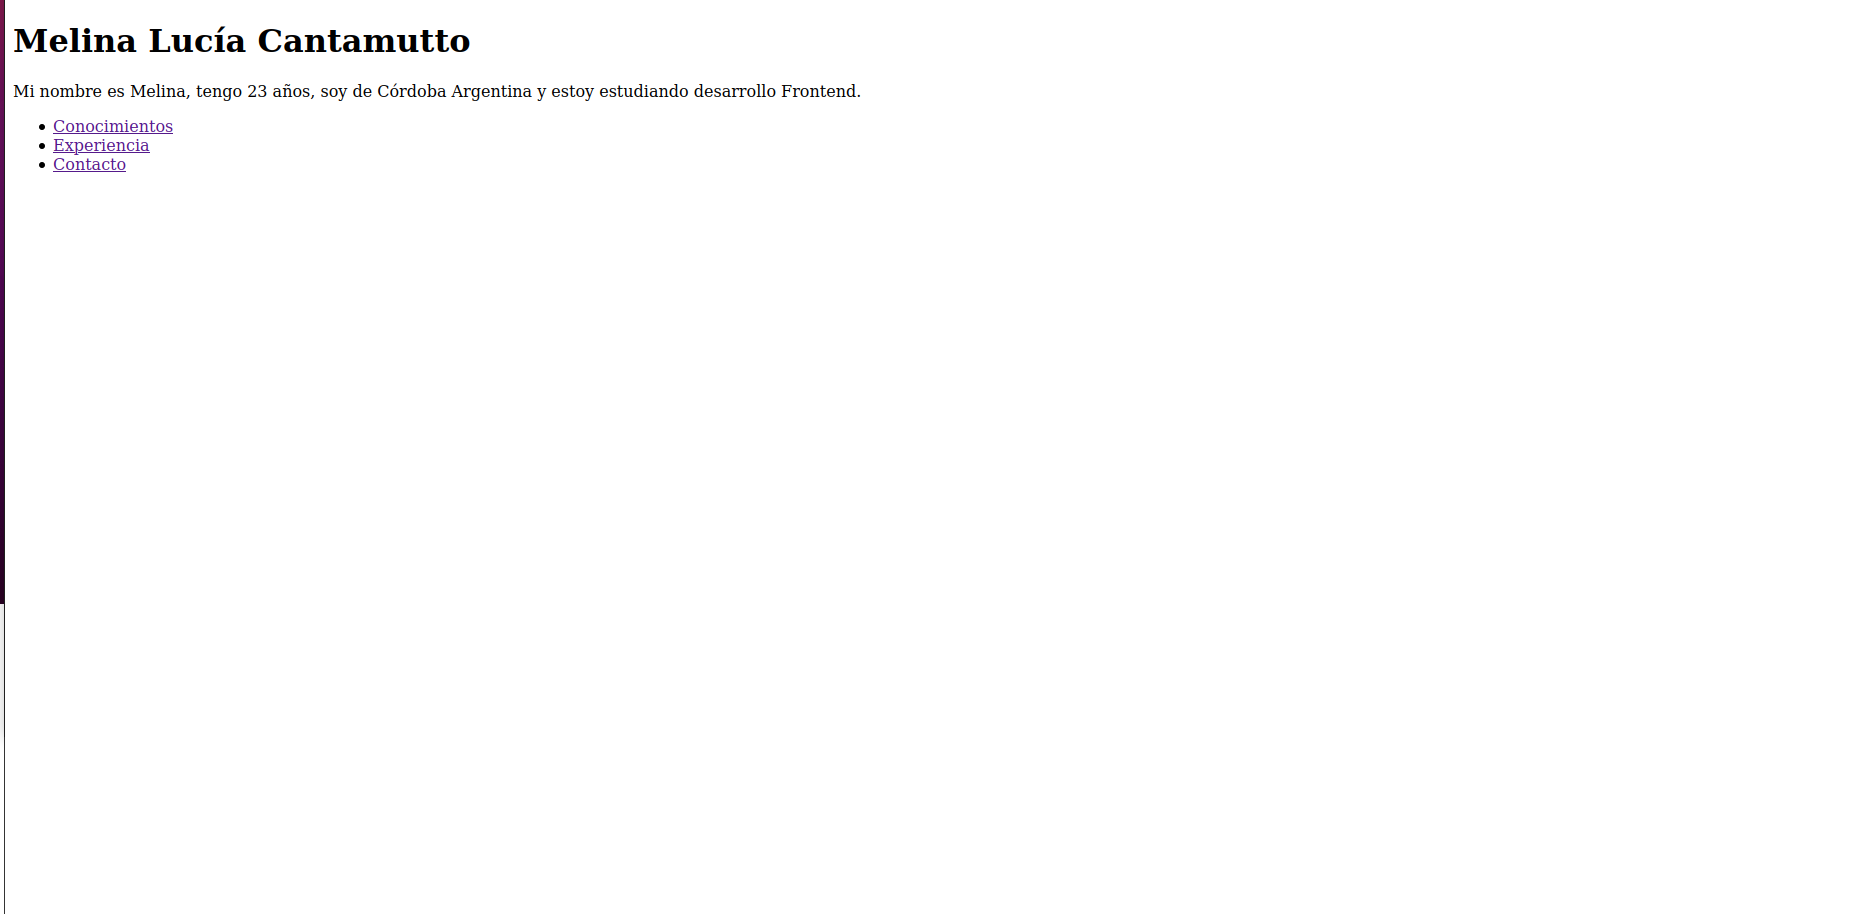 Melina Lucía Cantamutto
Mi nombre es Melina, tengo 23 años, soy de Córdoba Argentina y estoy estudiando desarrollo Frontend.
Conocimientos
Experiencia
Contacto